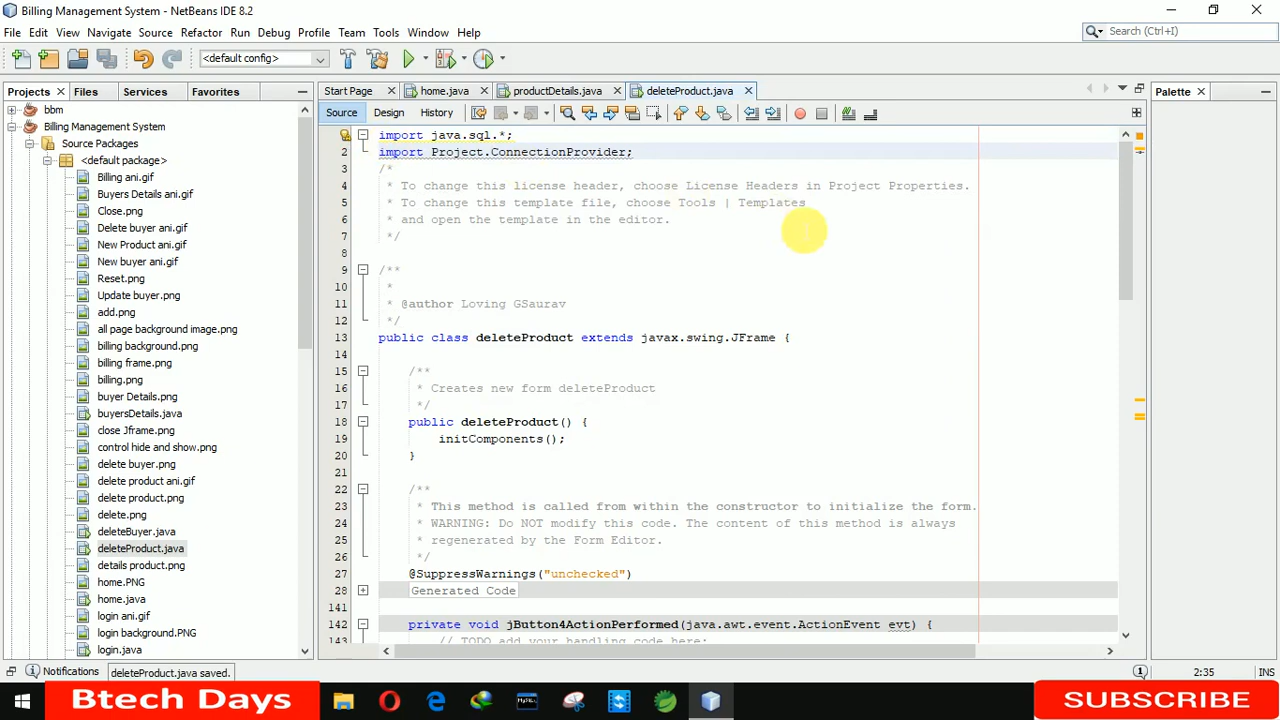 Billing Management System - NetBeans IDE 8.2
File Edit View Navigate Source Refactor Run Debug Profile Team Tools Window Help
Search (Ctrl+I)
<default config>
Projects Files Services Favorites
Start Page home.java productDetails.java deleteProduct.java
Palette
Source Design History
bbm
Billing Management System
Source Packages
<default package>
Billing ani.gif
Buyers Details ani.gif
Close.png
Delete buyer ani.gif
New Product ani.gif
New buyer ani.gif
Reset.png
Update buyer.png
add.png
all page background image.png
billing background.png
billing frame.png
billing.png
buyer Details.png
buyersDetails.java
close Jframe.png
control hide and show.png
delete buyer.png
delete product ani.gif
delete product.png
delete.png
deleteBuyer.java
deleteProduct.java
details product.png
home.PNG
home.java
login ani.gif
login background.PNG
login.java
1 import java.sql.*;
2 import Project.ConnectionProvider;
3 /*
4 * To change this license header, choose License Headers in Project Properties.
5 * To change this template file, choose Tools | Templates
6 * and open the template in the editor.
7 */
8
9 /**
10 *
11 * @author Loving GSaurav
12 */
13 public class deleteProduct extends javax.swing.JFrame {
14
15 /**
16 * Creates new form deleteProduct
17 */
18 public deleteProduct() {
19 initComponents();
20 }
21
22 /**
23 * This method is called from within the constructor to initialize the form.
24 * WARNING: Do NOT modify this code. The content of this method is always
25 * regenerated by the Form Editor.
26 */
27 @SuppressWarnings("unchecked")
28 Generated Code
141
142 private void jButton4ActionPerformed(java.awt.event.ActionEvent evt) {
143 // TODO add your handling code here:
Notifications deleteProduct.java saved.
2:35 INS
Btech Days
SUBSCRIBE